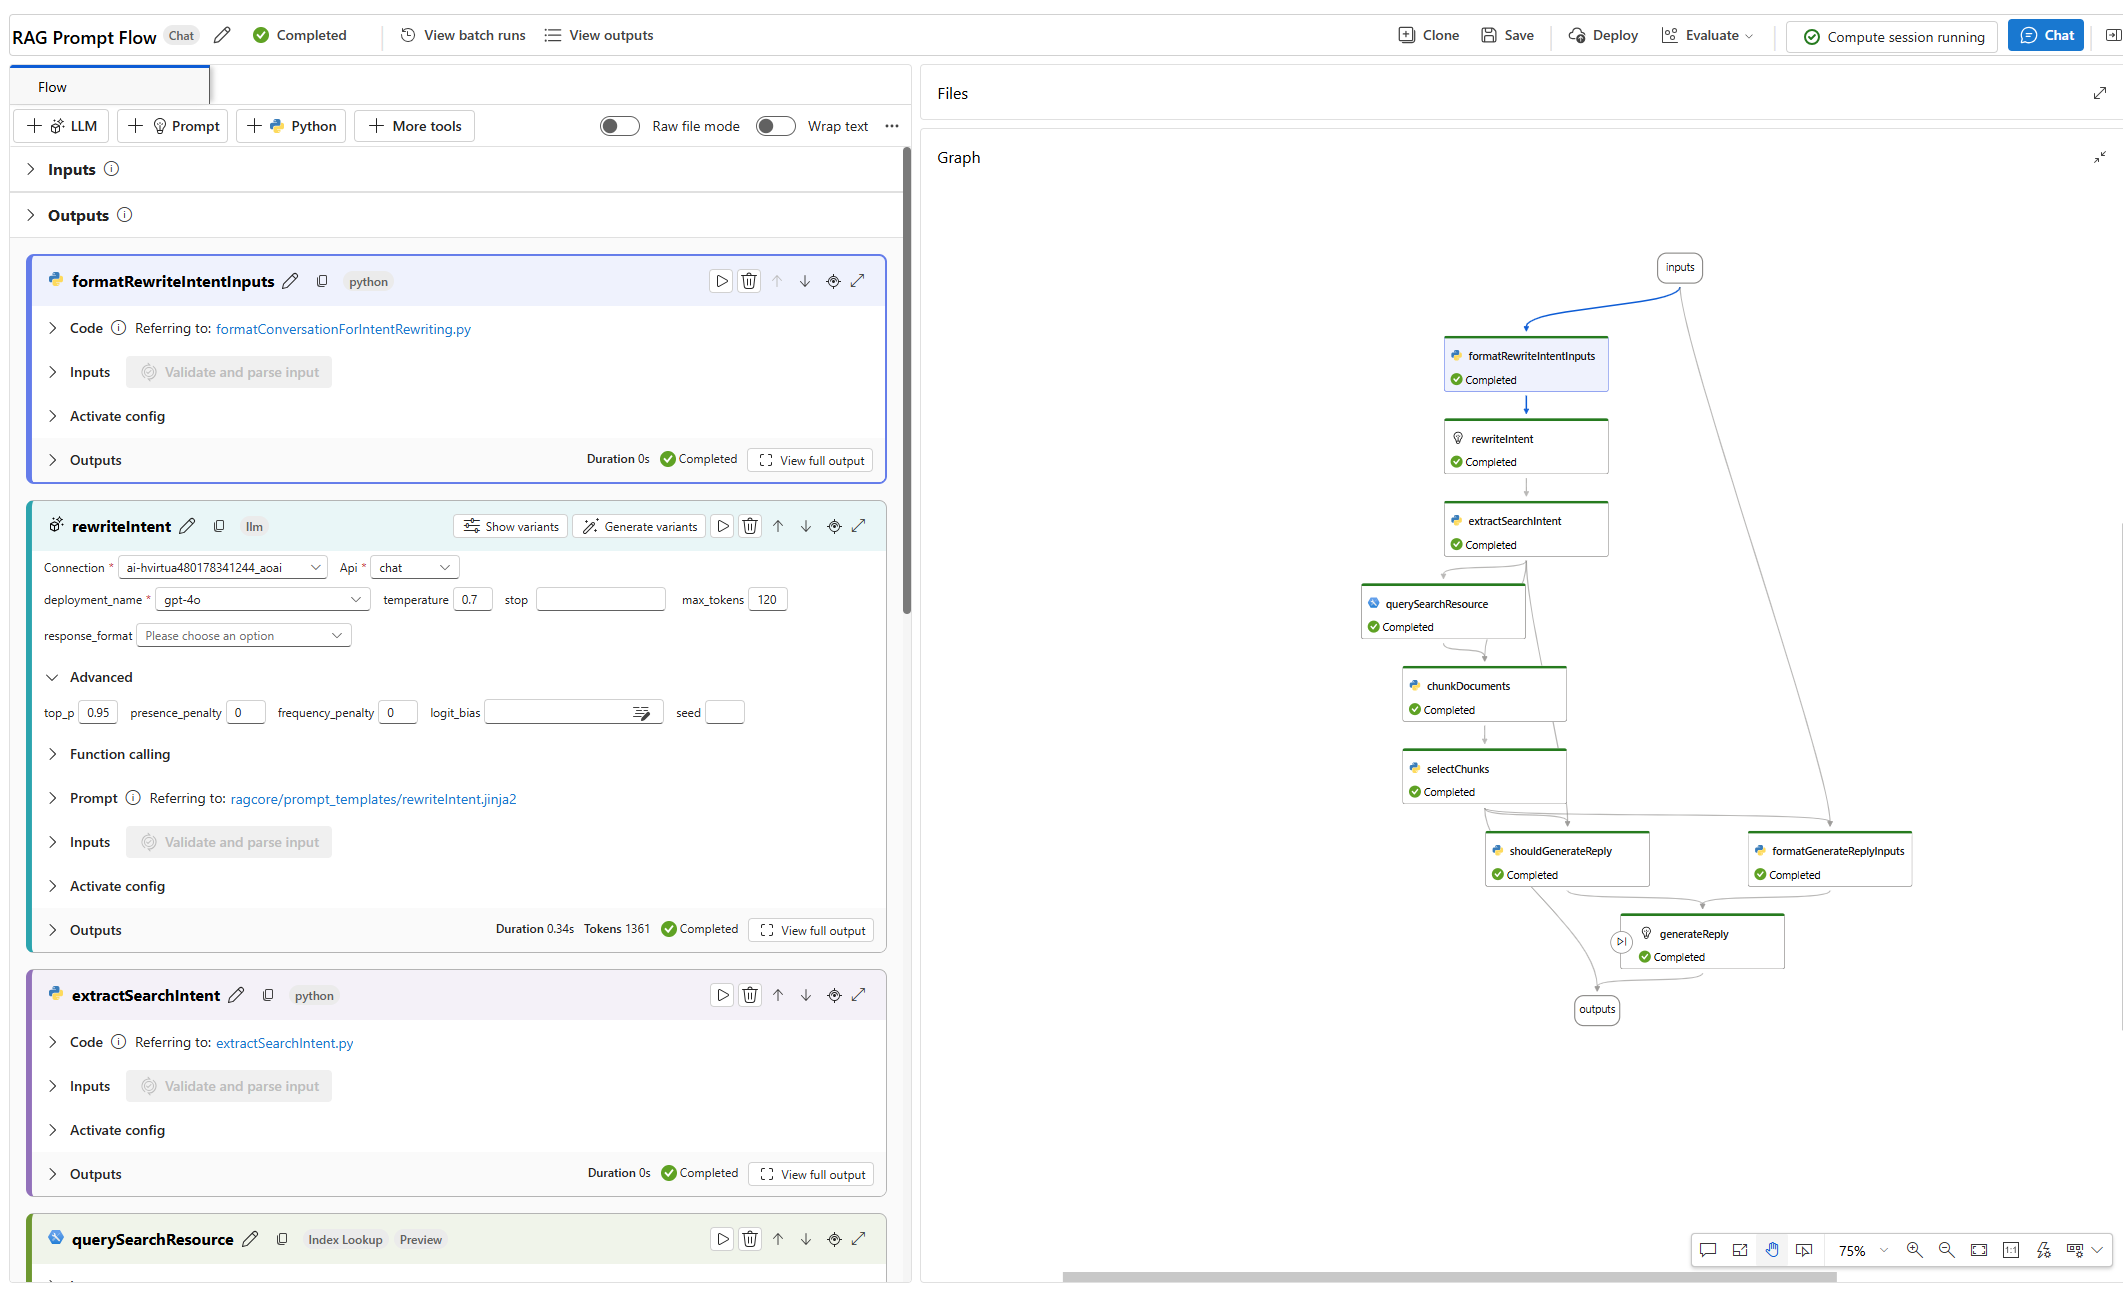 RAG Prompt Flow Chat Completed View batch runs View outputs Clone Save Deploy Evaluate Compute session running Chat
Flow
LLM Prompt Python More tools Raw file mode Wrap text
Inputs
Outputs
formatRewriteIntentInputs python
Code Referring to: formatConversationForIntentRewriting.py
Inputs Validate and parse input
Activate config
Outputs Duration 0s Completed View full output
rewriteIntent llm Show variants Generate variants
Connection * ai-hvirtua480178341244_aoai Api * chat
deployment_name * gpt-4o temperature 0.7 stop max_tokens 120
response_format Please choose an option
Advanced
top_p 0.95 presence_penalty 0 frequency_penalty 0 logit_bias seed
Function calling
Prompt Referring to: ragcore/prompt_templates/rewriteIntent.jinja2
Inputs Validate and parse input
Activate config
Outputs Duration 0.34s Tokens 1361 Completed View full output
extractSearchIntent python
Code Referring to: extractSearchIntent.py
Inputs Validate and parse input
Activate config
Outputs Duration 0s Completed View full output
querySearchResource Index Lookup Preview
Files
Graph
inputs
formatRewriteIntentInputs
Completed
rewriteIntent
Completed
extractSearchIntent
Completed
querySearchResource
Completed
chunkDocuments
Completed
selectChunks
Completed
shouldGenerateReply
Completed
formatGenerateReplyInputs
Completed
generateReply
Completed
outputs
75% 1:1